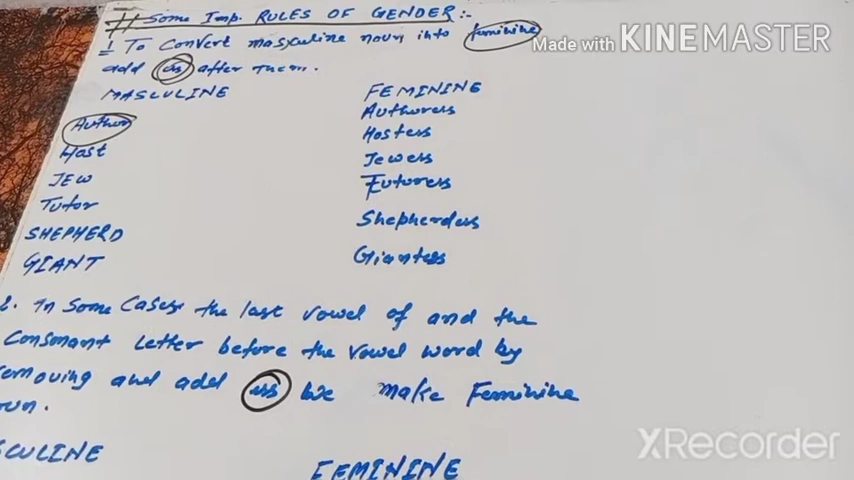 // Some Imp. RULES OF GENDER:-
1 To Convert masculine noun into feminine
add ess after them.
MASCULINE FEMININE
Author Authoress
Host Hostess
JEW Jewess
Tutor Tutoress
SHEPHERD Shepherdess
GIANT Giantess
2. In Some Cases the last vowel of and the
Consonant Letter before the vowel word by
removing and add ess we make Feminine
oun.
SCULINE FEMININE
Made with KINEMASTER
XRecorder